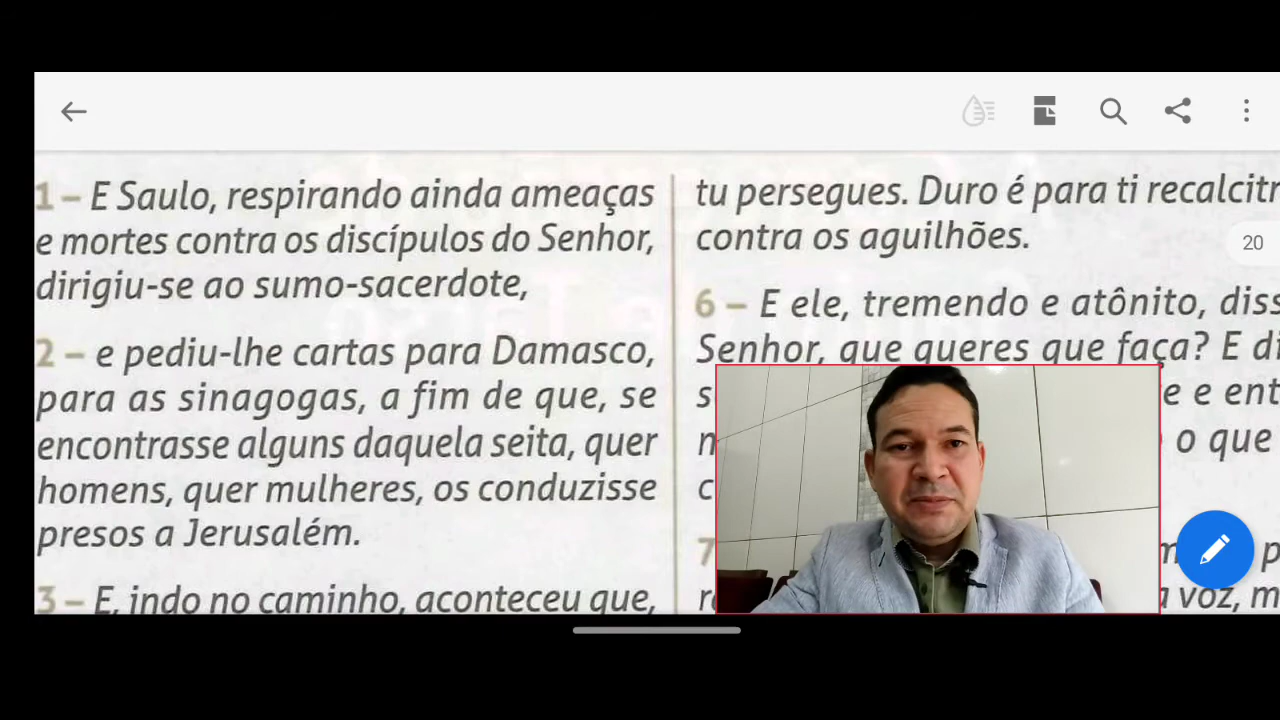 1 – E Saulo, respirando ainda ameaças
e mortes contra os discípulos do Senhor,
dirigiu-se ao sumo-sacerdote,
2 – e pediu-lhe cartas para Damasco,
para as sinagogas, a fim de que, se
encontrasse alguns daquela seita, quer
homens, quer mulheres, os conduzisse
presos a Jerusalém.
3 – E, indo no caminho, aconteceu que,
tu persegues. Duro é para ti recalcitr
contra os aguilhões.
6 – E ele, tremendo e atônito, diss
Senhor, que queres que faça? E di
e e ent
o que
7
voz, m
20